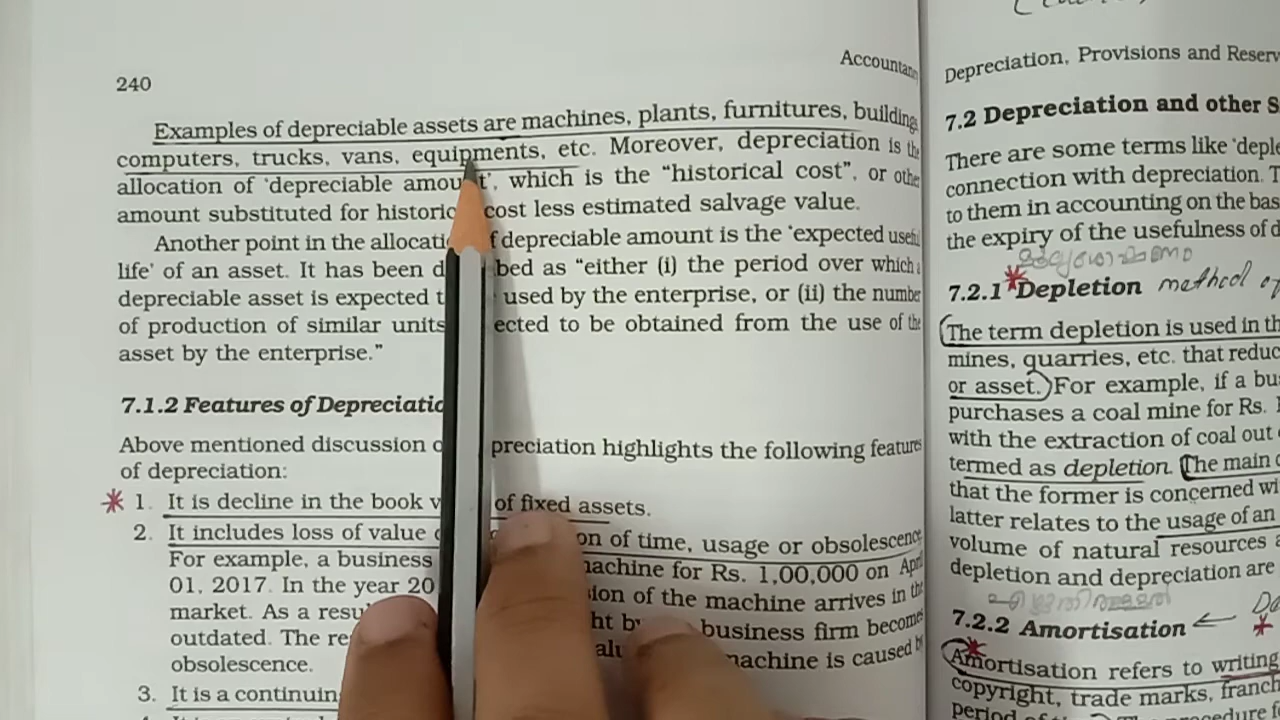 240
Accountan
Examples of depreciable assets are machines, plants, furnitures, building,
computers, trucks, vans, equipments, etc. Moreover, depreciation is the
allocation of 'depreciable amou t', which is the "historical cost", or othe
amount substituted for historic cost less estimated salvage value.
Another point in the allocati f depreciable amount is the 'expected usefu
life' of an asset. It has been d bed as "either (i) the period over which a
depreciable asset is expected t used by the enterprise, or (ii) the number
of production of similar units ected to be obtained from the use of the
asset by the enterprise."
7.1.2 Features of Depreciatio
Above mentioned discussion o preciation highlights the following features
of depreciation:
1. It is decline in the book v of fixed assets.
2. It includes loss of value on of time, usage or obsolescence
For example, a business machine for Rs. 1,00,000 on April
01, 2017. In the year 20 sion of the machine arrives in the
market. As a resu ht by business firm becomes
outdated. The re alu machine is caused by
obsolescence.
3. It is a continuin
Depreciation, Provisions and Reserv
7.2 Depreciation and other S
There are some terms like 'deple
connection with depreciation. T
to them in accounting on the bas
the expiry of the usefulness of d
7.2.1 Depletion method of
The term depletion is used in th
mines, quarries, etc. that reduc
or asset. For example, if a bu
purchases a coal mine for Rs.
with the extraction of coal out
termed as depletion. The main
that the former is concerned wi
latter relates to the usage of an
volume of natural resources a
depletion and depreciation are
7.2.2 Amortisation
Amortisation refers to writing
copyright, trade marks, franch